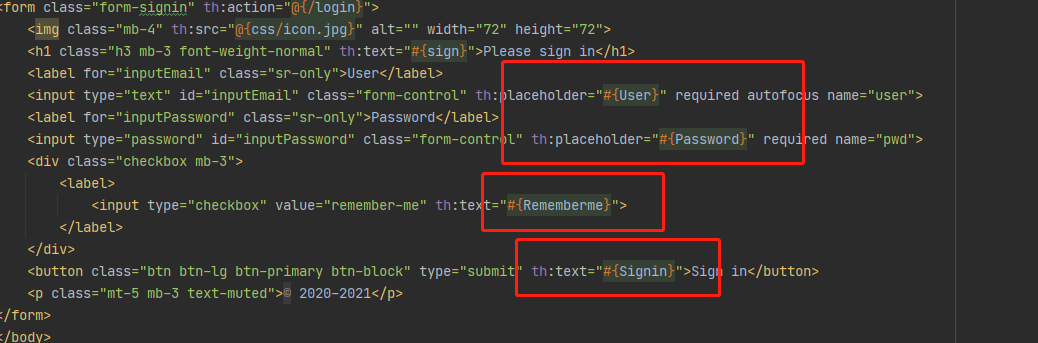 <form class="form-signin" th:action="@{/login}">
<img class="mb-4" th:src="@{css/icon.jpg}" alt="" width="72" height="72">
<h1 class="h3 mb-3 font-weight-normal" th:text="#{sign}">Please sign in</h1>
<label for="inputEmail" class="sr-only">User</label>
<input type="text" id="inputEmail" class="form-control" th:placeholder="#{User}" required autofocus name="user">
<label for="inputPassword" class="sr-only">Password</label>
<input type="password" id="inputPassword" class="form-control" th:placeholder="#{Password}" required name="pwd">
<div class="checkbox mb-3">
<label>
<input type="checkbox" value="remember-me" th:text="#{Rememberme}">
</label>
</div>
<button class="btn btn-lg btn-primary btn-block" type="submit" th:text="#{Signin}">Sign in</button>
<p class="mt-5 mb-3 text-muted">© 2020-2021</p>
</form>
</body>